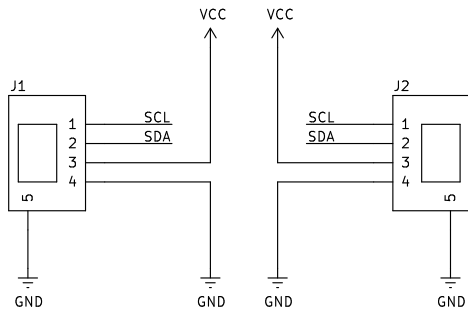 VCC VCC
J1 J2
1 SCL SCL 1
2 SDA SDA 2
3 3
4 4
5 5
GND GND GND GND